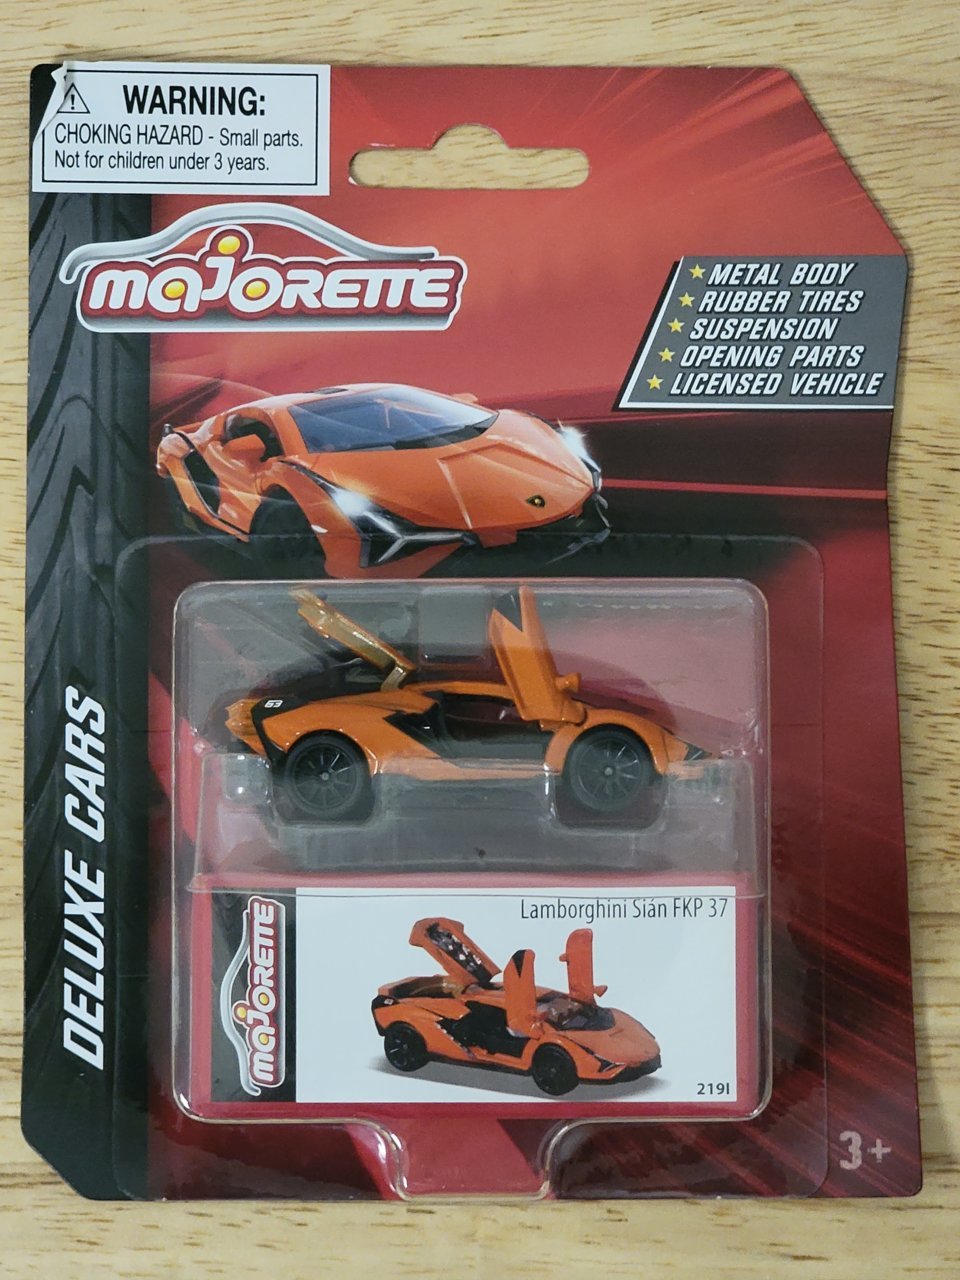 WARNING:
CHOKING HAZARD - Small parts.
Not for children under 3 years.
majorette
METAL BODY
RUBBER TIRES
SUSPENSION
OPENING PARTS
LICENSED VEHICLE
DELUXE CARS
63
Lamborghini Sián FKP 37
majorette
219I
3+